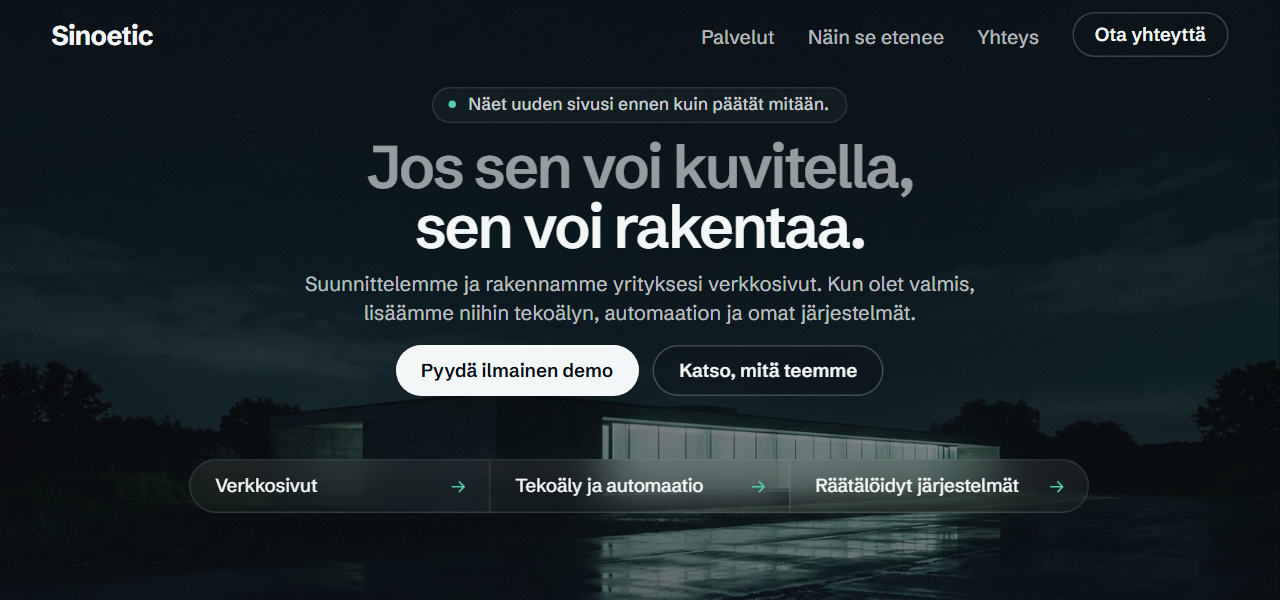 Sinoetic
Palvelut
Näin se etenee
Yhteys
Ota yhteyttä
Näet uuden sivusi ennen kuin päätät mitään.
Jos sen voi kuvitella,
sen voi rakentaa.
Suunnittelemme ja rakennamme yrityksesi verkkosivut. Kun olet valmis,
lisäämme niihin tekoälyn, automaation ja omat järjestelmät.
Pyydä ilmainen demo
Katso, mitä teemme
Verkkosivut →
Tekoäly ja automaatio →
Räätälöidyt järjestelmät →